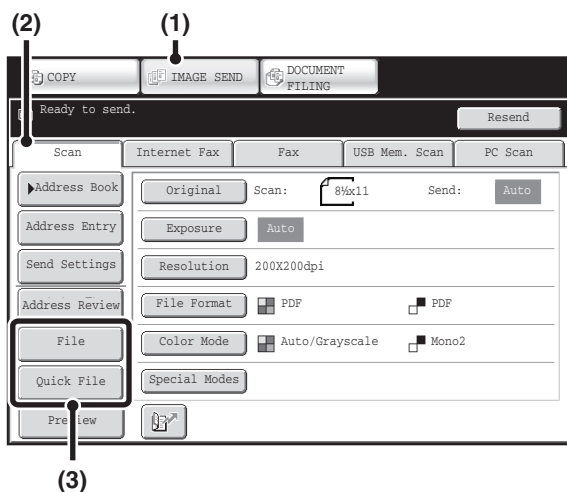 (2)
(1)
COPY
IMAGE SEND
DOCUMENT
FILING
Ready to send.
Resend
Scan
Internet Fax
Fax
USB Mem. Scan
PC Scan
Address Book
Original
Scan:
8½x11
Send:
Auto
Address Entry
Exposure
Auto
Send Settings
Resolution
200X200dpi
Address Review
File Format
PDF
PDF
File
Color Mode
Auto/Grayscale
Mono2
Quick File
Special Modes
Preview
(3)